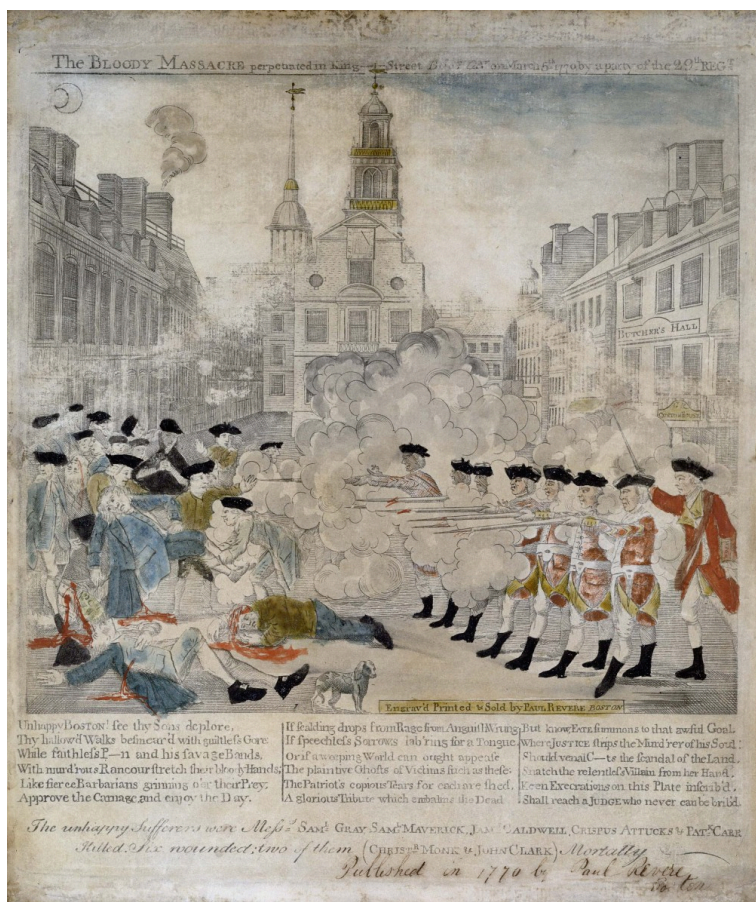 The BLOODY MASSACRE perpetrated in King Street BOSTON on March 5th 1770 by a party of the 29th REGt
BUTCHER'S HALL
CUSTOM HOUSE
Engrav'd Printed & Sold by PAUL REVERE BOSTON
Unhappy BOSTON! see thy Sons deplore,
Thy hallow'd Walks besmear'd with guiltless Gore:
While faithless P—n and his savage Bands,
With murd'rous Rancour stretch their bloody Hands;
Like fierce Barbarians grinning o'er their Prey,
Approve the Carnage, and enjoy the Day.
If scalding drops from Rage from Anguish Wrung
If speechless Sorrows lab'ring for a Tongue,
Or if a weeping World can ought appease
The plaintive Ghosts of Victims such as these:
The Patriot's copious Tears for each are shed,
A glorious Tribute which embalms the Dead
But know, FATE summons to that awful Goal,
Where JUSTICE strips the Murd'rer of his Soul:
Should venal C—ts the scandal of the Land,
Snatch the relentless Villain from her Hand,
Keen Execrations on this Plate inscrib'd,
Shall reach a JUDGE who never can be brib'd.
The unhappy Sufferers were Messs SAMl GRAY, SAMl MAVERICK, JAMs CALDWELL, CRISPUS ATTUCKS & PATk CARR
Killed. Six wounded; two of them (CHRISTr MONK & JOHN CLARK) Mortally
Published in 1770 by Paul Revere
Boston